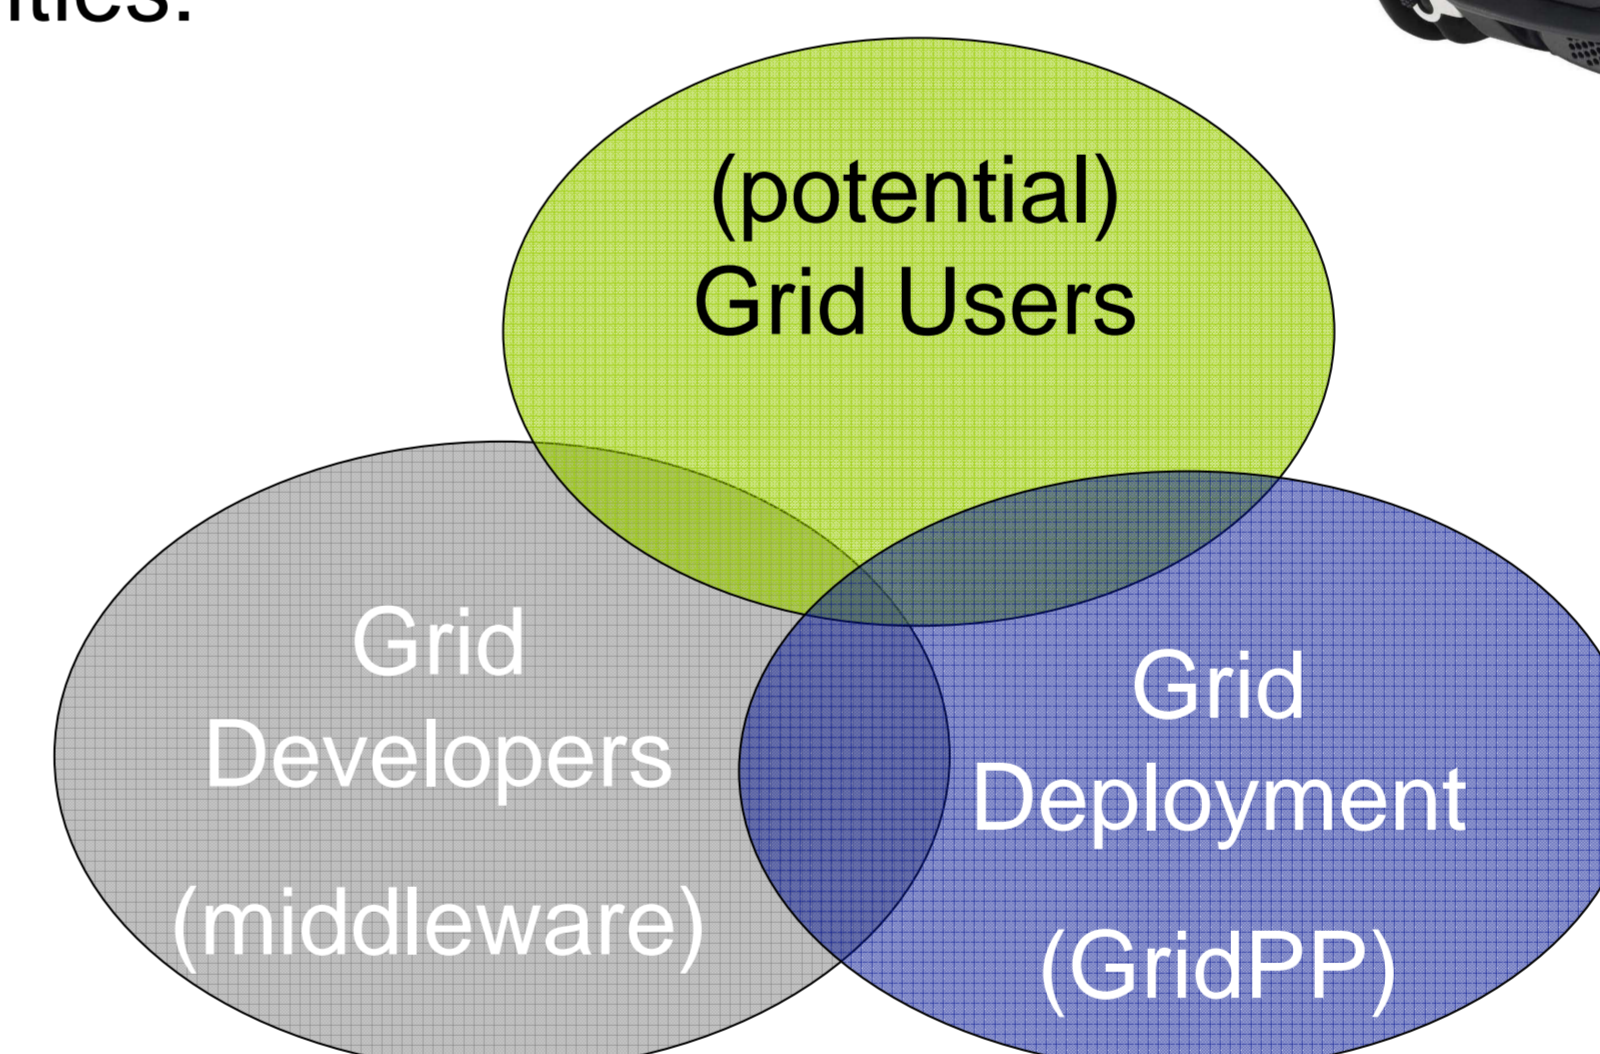 (potential)
Grid Users
Grid
Developers
(middleware)
Grid
Deployment
(GridPP)